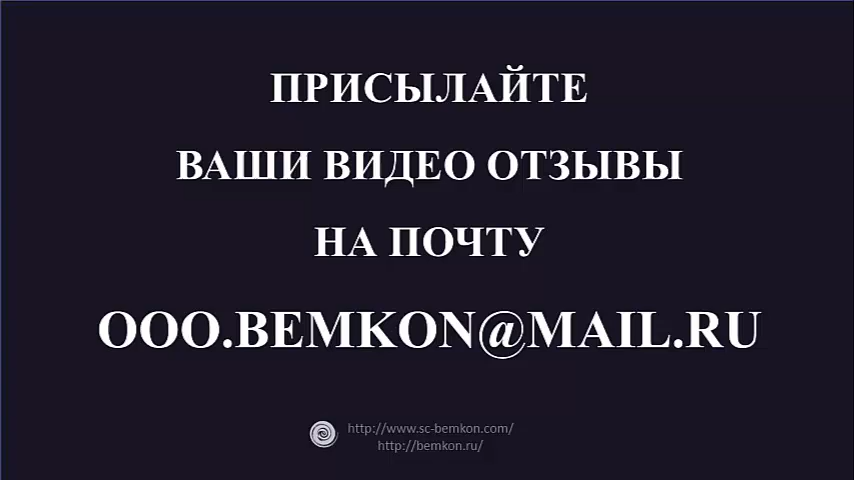 ПРИСЫЛАЙТЕ
ВАШИ ВИДЕО ОТЗЫВЫ
НА ПОЧТУ
OOO.BEMKON@MAIL.RU
http://www.sc-bemkon.com/
http://bemkon.ru/